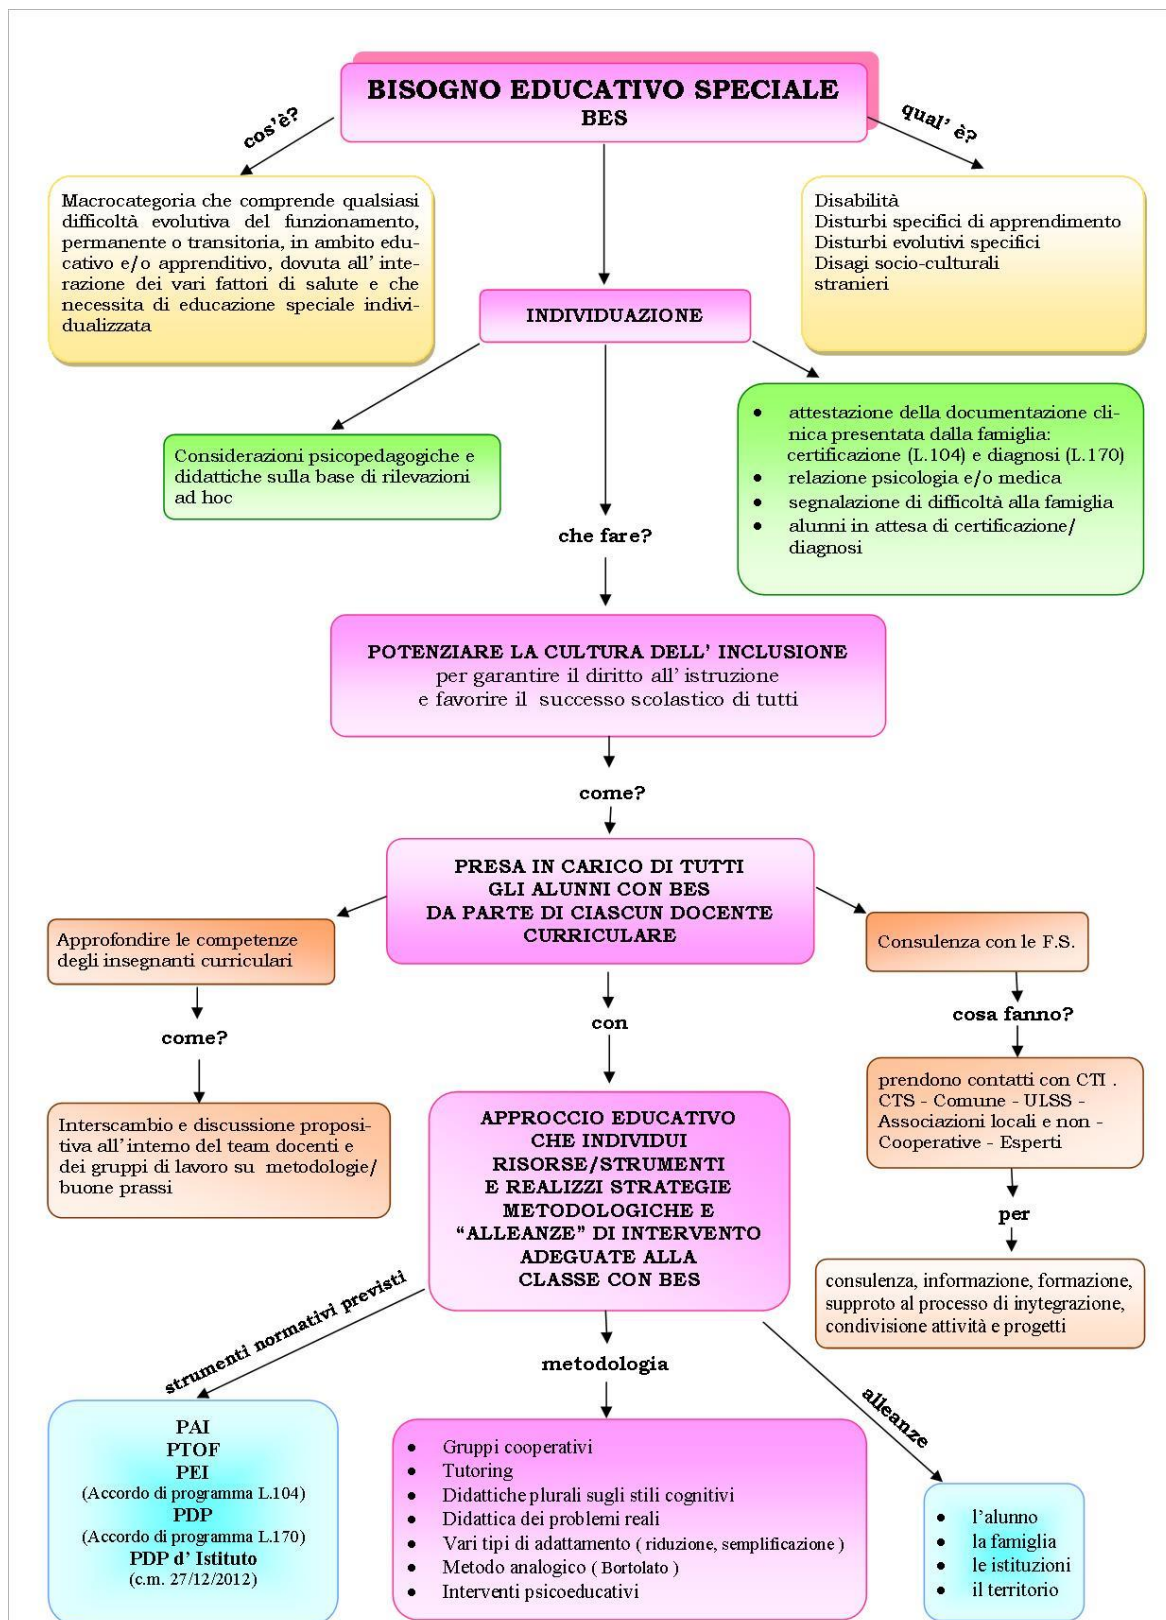 BISOGNO EDUCATIVO SPECIALE
BES
cos'è?
qual' è?
Macrocategoria che comprende qualsiasi
difficoltà evolutiva del funzionamento,
permanente o transitoria, in ambito edu-
cativo e/o apprenditivo, dovuta all' inte-
razione dei vari fattori di salute e che
necessita di educazione speciale indivi-
dualizzata
Disabilità
Disturbi specifici di apprendimento
Disturbi evolutivi specifici
Disagi socio-culturali
stranieri
INDIVIDUAZIONE
Considerazioni psicopedagogiche e
didattiche sulla base di rilevazioni
ad hoc
• attestazione della documentazione cli-
nica presentata dalla famiglia:
certificazione (L.104) e diagnosi (L.170)
• relazione psicologia e/o medica
• segnalazione di difficoltà alla famiglia
• alunni in attesa di certificazione/
diagnosi
che fare?
POTENZIARE LA CULTURA DELL' INCLUSIONE
per garantire il diritto all' istruzione
e favorire il successo scolastico di tutti
come?
PRESA IN CARICO DI TUTTI
GLI ALUNNI CON BES
DA PARTE DI CIASCUN DOCENTE
CURRICULARE
Approfondire le competenze
degli insegnanti curriculari
come?
Interscambio e discussione propositi-
va all'interno del team docenti e
dei gruppi di lavoro su metodologie/
buone prassi
Consulenza con le F.S.
cosa fanno?
prendono contatti con CTI .
CTS - Comune - ULSS -
Associazioni locali e non -
Cooperative - Esperti
per
consulenza, informazione, formazione,
supproto al processo di inytegrazione,
condivisione attività e progetti
con
APPROCCIO EDUCATIVO
CHE INDIVIDUI
RISORSE/STRUMENTI
E REALIZZI STRATEGIE
METODOLOGICHE E
“ALLEANZE” DI INTERVENTO
ADEGUATE ALLA
CLASSE CON BES
strumenti normativi previsti
metodologia
alleanze
PAI
PTOF
PEI
(Accordo di programma L.104)
PDP
(Accordo di programma L.170)
PDP d' Istituto
(c.m. 27/12/2012)
• Gruppi cooperativi
• Tutoring
• Didattiche plurali sugli stili cognitivi
• Didattica dei problemi reali
• Vari tipi di adattamento ( riduzione, semplificazione )
• Metodo analogico ( Bortolato )
• Interventi psicoeducativi
• l'alunno
• la famiglia
• le istituzioni
• il territorio